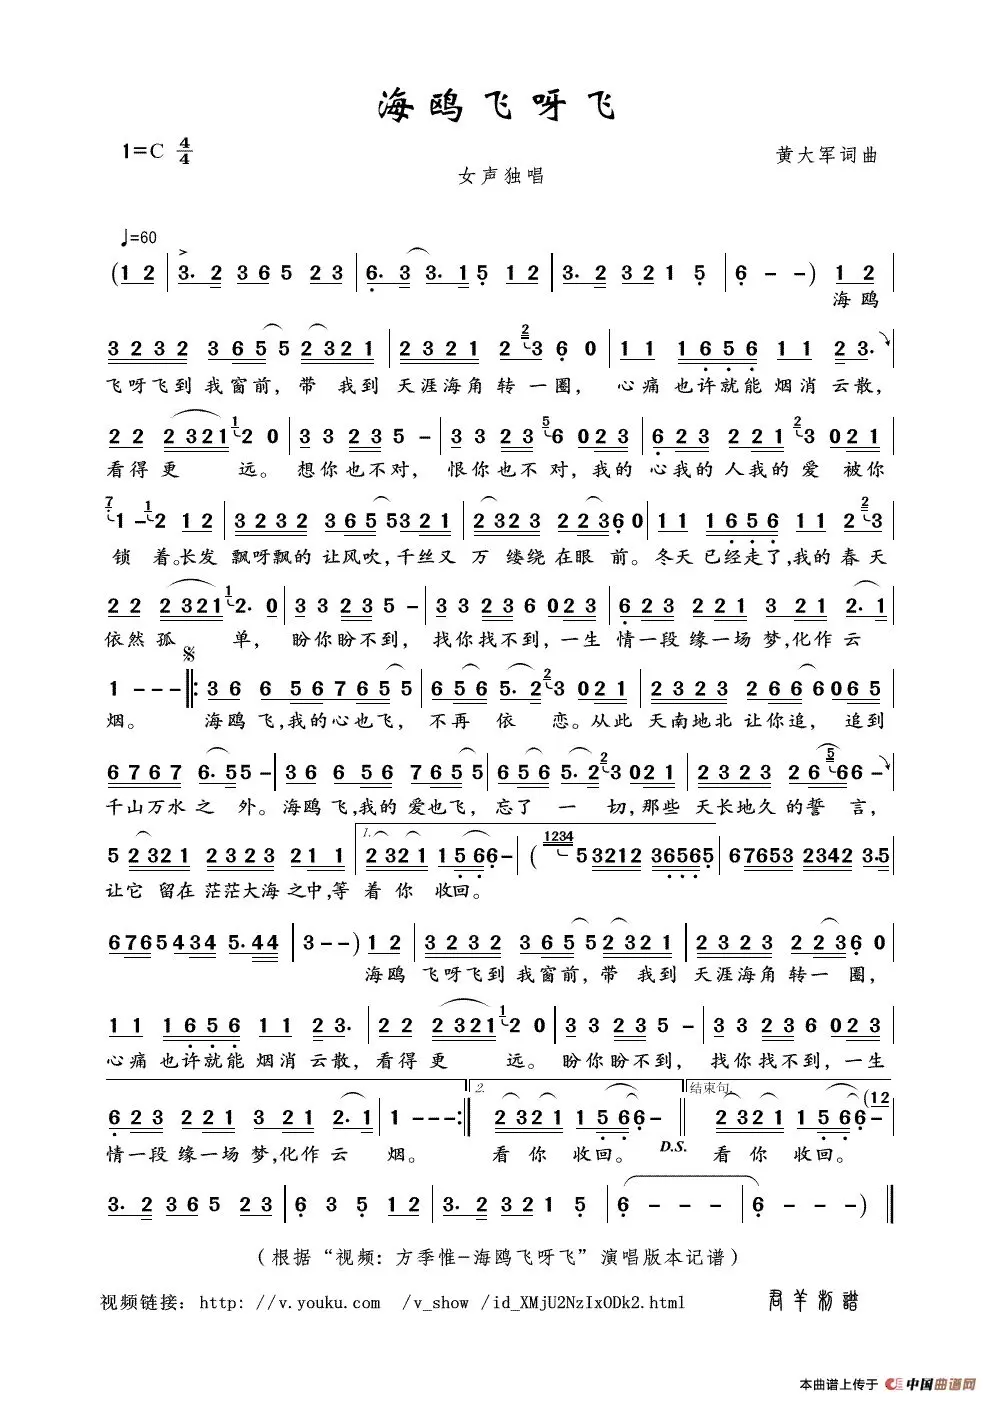 海鸥飞呀飞
1=C 4/4
黄大军词曲
女声独唱
♩=60
(1 2 | 3. 2 3 6 5 2 3 | 6. 3 3. 1 5 1 2 | 3. 2 3 2 1 5 | 6 - - ) 1 2
海鸥
3 2 3 2 3 6 5 5 2 3 2 1 | 2 3 2 1 2 2 3 6 0 | 1 1 1 6 5 6 1 1 2 3.
飞呀飞到 我窗前，带 我到 天涯海角 转 一圈， 心痛 也许就能 烟消 云散，
2 2 2 3 2 1 1 2 0 | 3 3 2 3 5 - | 3 3 2 3 5 6 0 2 3 | 6 2 3 2 2 1 2 3 0 2 1
看得 更 远。 想你也不对， 恨你也不 对，我的 心我的 人我的 爱 被你
7 1 - 1 2 1 2 | 3 2 3 2 3 6 5 5 3 2 1 | 2 3 2 3 2 2 3 6 0 | 1 1 1 6 5 6 1 1 2 2 3
锁 着。长发 飘呀飘的 让风吹，千丝又 万 缕绕 在眼 前。冬天 已经走了，我的 春天
2 2 2 3 2 1 1 2. 0 | 3 3 2 3 5 - | 3 3 2 3 6 0 2 3 | 6 2 3 2 2 1 3 2 1 2. 1
依然 孤 单， 盼你盼不到， 找你找不到，一生 情一段 缘一场 梦，化作 云
1 - - - 𝄋 |: 3 6 6 5 6 7 6 5 5 | 6 5 6 5. 2 2 3 0 2 1 | 2 3 2 3 2 6 6 6 0 6 5
烟。 海鸥 飞，我的心也飞， 不再 依 恋。从此 天南地北 让你追， 追到
6 7 6 7 6. 5 5 - | 3 6 6 5 6 7 6 5 5 | 6 5 6 5. 2 2 3 0 2 1 | 2 3 2 3 2 6 5 6 6 -
千山万水 之 外。海鸥 飞，我的 爱也飞， 忘了 一 切，那些 天长地久 的誓 言，
5 2 3 2 1 2 3 2 3 2 1 1 | 1. 2 3 2 1 1 5 6 6 - | ( 1234 5 3 2 1 2 3 6 5 6 5 | 6 7 6 5 3 2 3 4 2 3. 5
让它 留在 茫茫大海 之中，等 着 你 收回。
6 7 6 5 4 3 4 5. 4 4 | 3 - - ) 1 2 | 3 2 3 2 3 6 5 5 2 3 2 1 | 2 3 2 3 2 2 3 6 0
海鸥 飞呀飞到 我窗前，带 我到 天涯海角 转一 圈，
1 1 1 6 5 6 1 1 2 3. | 2 2 2 3 2 1 1 2 0 | 3 3 2 3 5 - | 3 3 2 3 6 0 2 3
心痛 也许就能 烟消 云散，看得 更 远。 盼你盼不到， 找你找不到，一生
6 2 3 2 2 1 3 2 1 2. 1 | 1 - - - :| 2. 2 3 2 1 1 5 6 6 - || D.S. 结束句. 2 3 2 1 1 5 6 6 - (1 2
情一段 缘一场 梦，化作 云 烟。 看 你 收回。 看 你 收回。
3. 2 3 6 5 2 3 | 6 3 5 1 2 | 3. 2 3 2 1 5 | 6 - - - | 6 - - ) ||
（根据“视频：方季惟-海鸥飞呀飞”演唱版本记谱）
视频链接：http: //v.youku.com /v_show /id_XMjU2NzIxODk2.html
君羊制谱
本曲谱上传于 中国曲谱网